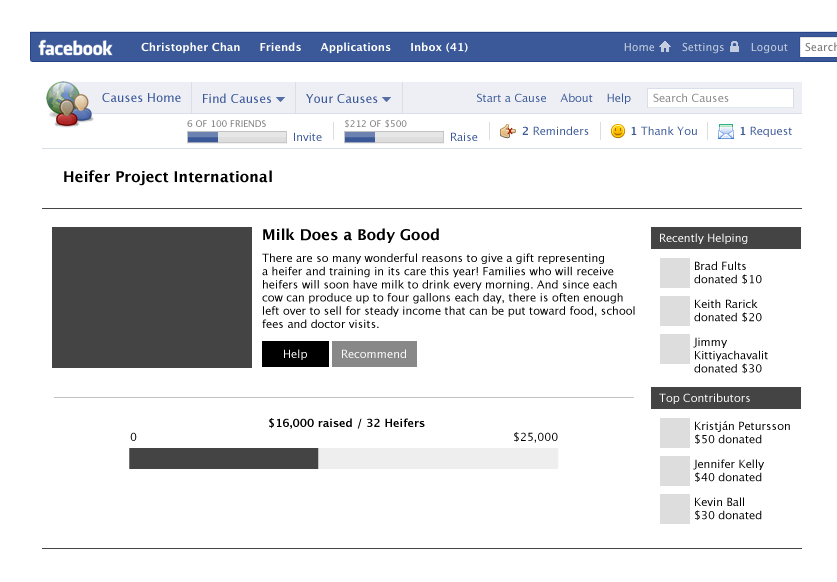 facebook Christopher Chan Friends Applications Inbox (41) Home Settings Logout Search
Causes Home Find Causes Your Causes Start a Cause About Help Search Causes
6 OF 100 FRIENDS Invite $212 OF $500 Raise 2 Reminders 1 Thank You 1 Request
Heifer Project International
Milk Does a Body Good
There are so many wonderful reasons to give a gift representing
a heifer and training in its care this year! Families who will receive
heifers will soon have milk to drink every morning. And since each
cow can produce up to four gallons each day, there is often enough
left over to sell for steady income that can be put toward food, school
fees and doctor visits.
Help Recommend
$16,000 raised / 32 Heifers
0 $25,000
Recently Helping
Brad Fults
donated $10
Keith Rarick
donated $20
Jimmy
Kittiyachavalit
donated $30
Top Contributors
Kristján Petursson
$50 donated
Jennifer Kelly
$40 donated
Kevin Ball
$30 donated